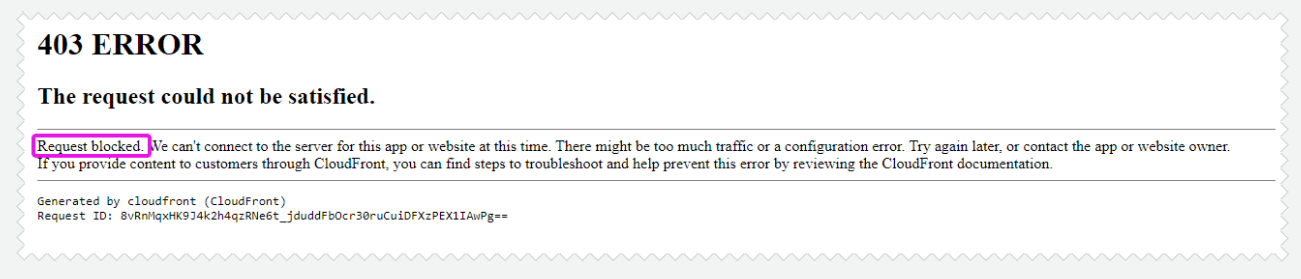 403 ERROR
The request could not be satisfied.
Request blocked. We can't connect to the server for this app or website at this time. There might be too much traffic or a configuration error. Try again later, or contact the app or website owner.
If you provide content to customers through CloudFront, you can find steps to troubleshoot and help prevent this error by reviewing the CloudFront documentation.
Generated by cloudfront (CloudFront)
Request ID: 8vRnMqxHK9J4k2h4qzRNe6t_jduddFbOcr30ruCuiDFXzPEX1IAwPg==